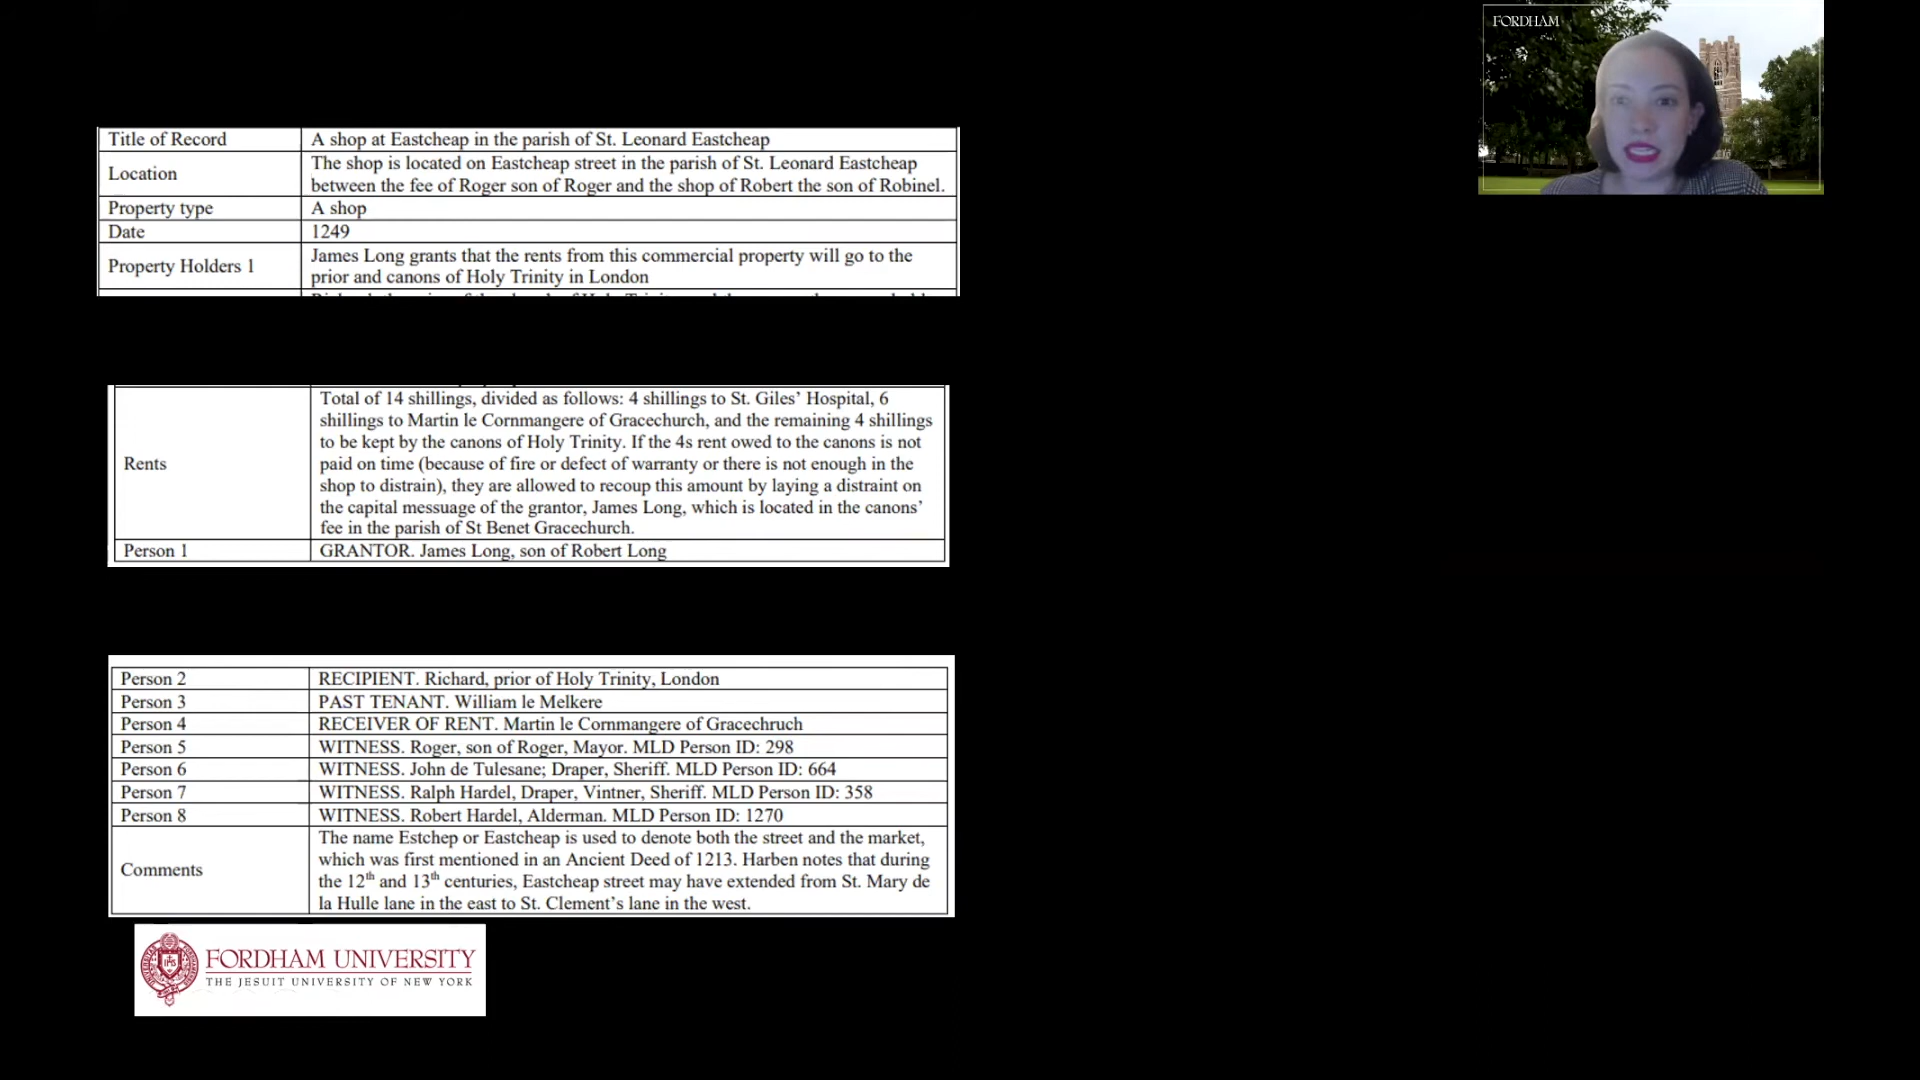 FORDHAM
Title of Record A shop at Eastcheap in the parish of St. Leonard Eastcheap
Location The shop is located on Eastcheap street in the parish of St. Leonard Eastcheap
between the fee of Roger son of Roger and the shop of Robert the son of Robinel.
Property type A shop
Date 1249
Property Holders 1 James Long grants that the rents from this commercial property will go to the
prior and canons of Holy Trinity in London
Rents Total of 14 shillings, divided as follows: 4 shillings to St. Giles’ Hospital, 6
shillings to Martin le Cornmangere of Gracechurch, and the remaining 4 shillings
to be kept by the canons of Holy Trinity. If the 4s rent owed to the canons is not
paid on time (because of fire or defect of warranty or there is not enough in the
shop to distrain), they are allowed to recoup this amount by laying a distraint on
the capital messuage of the grantor, James Long, which is located in the canons’
fee in the parish of St Benet Gracechurch.
Person 1 GRANTOR. James Long, son of Robert Long
Person 2 RECIPIENT. Richard, prior of Holy Trinity, London
Person 3 PAST TENANT. William le Melkere
Person 4 RECEIVER OF RENT. Martin le Cornmangere of Gracechruch
Person 5 WITNESS. Roger, son of Roger, Mayor. MLD Person ID: 298
Person 6 WITNESS. John de Tulesane; Draper, Sheriff. MLD Person ID: 664
Person 7 WITNESS. Ralph Hardel, Draper, Vintner, Sheriff. MLD Person ID: 358
Person 8 WITNESS. Robert Hardel, Alderman. MLD Person ID: 1270
Comments The name Estchep or Eastcheap is used to denote both the street and the market,
which was first mentioned in an Ancient Deed of 1213. Harben notes that during
the 12th and 13th centuries, Eastcheap street may have extended from St. Mary de
la Hulle lane in the east to St. Clement’s lane in the west.
FORDHAM UNIVERSITY
THE JESUIT UNIVERSITY OF NEW YORK